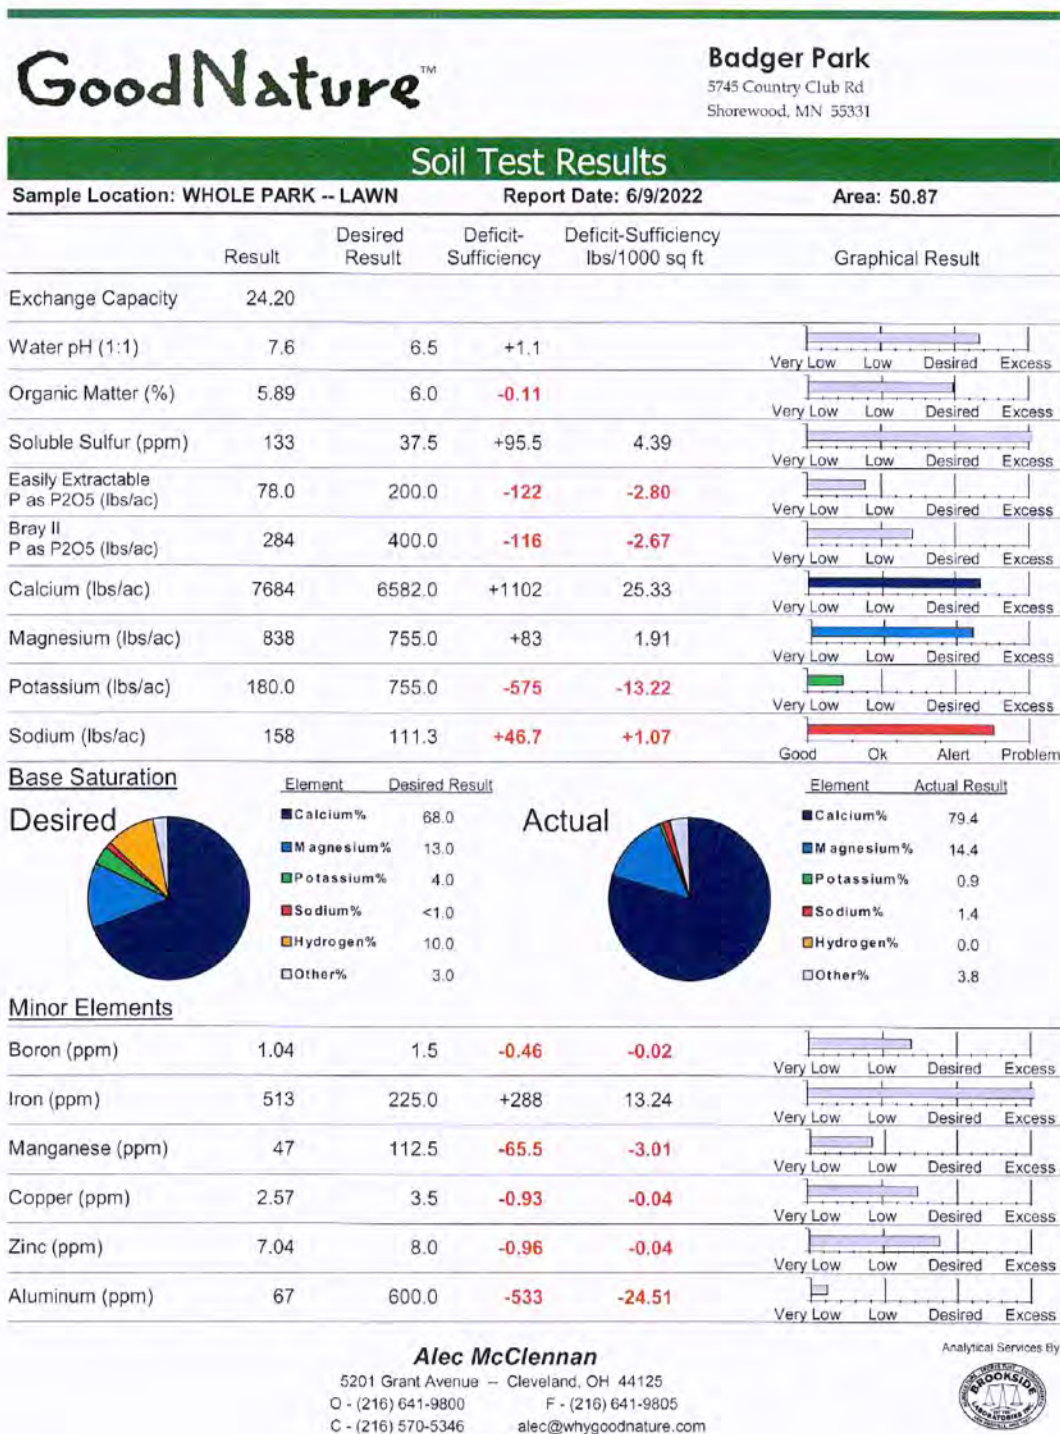 GoodNature™
Badger Park
5745 Country Club Rd
Shorewood, MN 55331
Soil Test Results
Sample Location: WHOLE PARK -- LAWN Report Date: 6/9/2022 Area: 50.87
Result Desired Result Deficit-Sufficiency Deficit-Sufficiency lbs/1000 sq ft Graphical Result
Exchange Capacity 24.20
Water pH (1:1) 7.6 6.5 +1.1
Very Low Low Desired Excess
Organic Matter (%) 5.89 6.0 -0.11
Very Low Low Desired Excess
Soluble Sulfur (ppm) 133 37.5 +95.5 4.39
Very Low Low Desired Excess
Easily Extractable
P as P2O5 (lbs/ac) 78.0 200.0 -122 -2.80
Very Low Low Desired Excess
Bray II
P as P2O5 (lbs/ac) 284 400.0 -116 -2.67
Very Low Low Desired Excess
Calcium (lbs/ac) 7684 6582.0 +1102 25.33
Very Low Low Desired Excess
Magnesium (lbs/ac) 838 755.0 +83 1.91
Very Low Low Desired Excess
Potassium (lbs/ac) 180.0 755.0 -575 -13.22
Very Low Low Desired Excess
Sodium (lbs/ac) 158 111.3 +46.7 +1.07
Good Ok Alert Problem
Base Saturation
Desired
Element Desired Result
Calcium% 68.0
Magnesium% 13.0
Potassium% 4.0
Sodium% <1.0
Hydrogen% 10.0
Other% 3.0
Actual
Element Actual Result
Calcium% 79.4
Magnesium% 14.4
Potassium% 0.9
Sodium% 1.4
Hydrogen% 0.0
Other% 3.8
Minor Elements
Boron (ppm) 1.04 1.5 -0.46 -0.02
Very Low Low Desired Excess
Iron (ppm) 513 225.0 +288 13.24
Very Low Low Desired Excess
Manganese (ppm) 47 112.5 -65.5 -3.01
Very Low Low Desired Excess
Copper (ppm) 2.57 3.5 -0.93 -0.04
Very Low Low Desired Excess
Zinc (ppm) 7.04 8.0 -0.96 -0.04
Very Low Low Desired Excess
Aluminum (ppm) 67 600.0 -533 -24.51
Very Low Low Desired Excess
Alec McClennan
5201 Grant Avenue -- Cleveland, OH 44125
O - (216) 641-9800 F - (216) 641-9805
C - (216) 570-5346 alec@whygoodnature.com
Analytical Services By
BROOKSIDE
LABORATORIES INC.